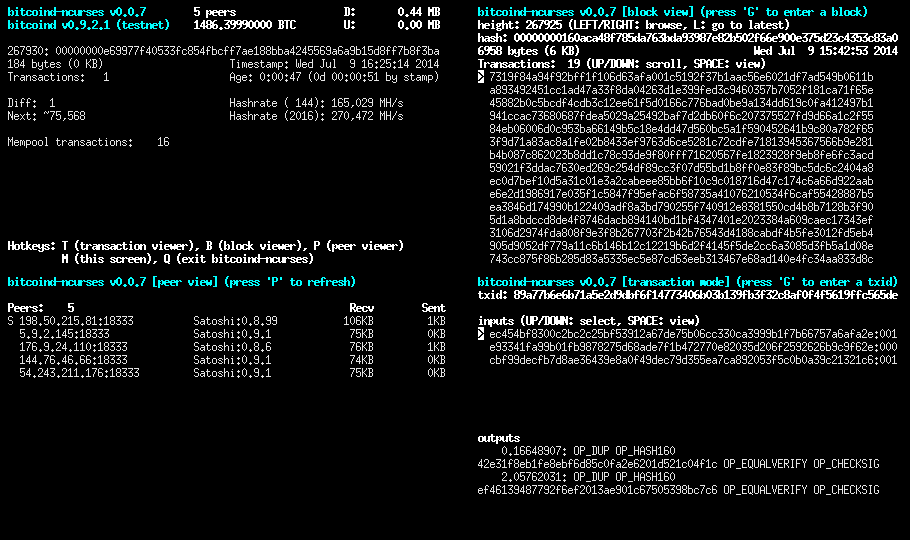 bitcoind-ncurses v0.0.7 5 peers D: 0.44 MB
bitcoind v0.9.2.1 (testnet) 1486.39990000 BTC U: 0.00 MB
267930: 00000000e69977f40533fc854fbcff7ae188bba4245569a6a9b15d8ff7b8f3ba
184 bytes (0 KB) Timestamp: Wed Jul 9 16:25:14 2014
Transactions: 1 Age: 0:00:47 (0d 00:00:51 by stamp)
Diff: 1 Hashrate ( 144): 165,029 MH/s
Next: ~75,568 Hashrate (2016): 270,472 MH/s
Mempool transactions: 16
Hotkeys: T (transaction viewer), B (block viewer), P (peer viewer)
M (this screen), Q (exit bitcoind-ncurses)
bitcoind-ncurses v0.0.7 [block view] (press 'G' to enter a block)
height: 267925 (LEFT/RIGHT: browse, L: go to latest)
hash: 00000000160aca48f785da763bda93987e82b502f66e900e375d23c4353c83a0
6958 bytes (6 KB) Wed Jul 9 15:42:53 2014
Transactions: 19 (UP/DOWN: scroll, SPACE: view)
> 7319f84a94f92bff1f106d63afa001c5192f37b1aac56e6021df7ad549b0611b
a893492451cc1ad47a33f8da04263d1e399fed3c9460357b7052f181ca71f65e
45882b0c5bcdf4cdb3c12ee61f5d0166c776bad0be9a134dd619c0fa412497b1
941ccac73680687fdea5029a25492baf7d2db60f6c207375527fd9d66a1c2f55
84eb06006d0c953ba66149b5c18e4dd47d560bc5a1f590452641b9c80a782f65
3f9d71a83ac8a1fe02b8433ef9763d6ce5281c72cdfe71813945367566b9e281
b4b087c862023b8dd1c78c93de9f80fff71620567fe1823928f9eb8fe6fc3acd
59021f3ddac7630ed269c254df89cc3f07d55bd1b8ff0e83f89bc5dc6c2404a8
ec0d7bef10d5a31c01e3a2cabeee85bb6f10c9c018716d47c174c6a66d922aab
e6e2d1986917e035f1c5847f95efac6f58735a41076210534f6caf55428887b5
ea3846d174990b122409adf8a3bd790255f740912e8381550cd4b8b7128b3f90
5d1a8bdccd8de4f8746dacb894140bd1bf4347401e2023384a609caec17343ef
3106d2974fda808f9e3f8b267703f2b42b76543d4188cabdf4b5fe3012fd5eb4
905d9052df779a11c6b146b12c12219b6d2f4145f5de2cc6a3085d3fb5a1d08e
743cc875f86b285d83a5335ec5e87cd63eeb313467e68ad140e4fc34aa833d8c
bitcoind-ncurses v0.0.7 [peer view] (press 'P' to refresh)
Peers: 5 Recv Sent
S 198.50.215.81:18333 Satoshi:0.8.99 106KB 1KB
5.9.2.145:18333 Satoshi:0.9.1 75KB 0KB
176.9.24.110:18333 Satoshi:0.8.6 76KB 1KB
144.76.46.66:18333 Satoshi:0.9.1 74KB 0KB
54.243.211.176:18333 Satoshi:0.9.1 75KB 0KB
bitcoind-ncurses v0.0.7 [transaction mode] (press 'G' to enter a txid)
txid: 89a77b6e6b71a5e2d9dbf6f14773406b03b139fb3f32c8af0f4f5619ffc565de
inputs (UP/DOWN: select, SPACE: view)
> ec454bf8300c2bc2c25bf53912a67de75b06cc330ca3999b1f7b66757a6afa2e:001
e93341fa99b01fb9878275d68ade7f1b472770e82035d206f2592626b9c9f62e:000
cbf99decfb7d8ae36439e8a0f49dec79d355ea7ca892053f5c0b0a39c21321c6:001
outputs
0.16648907: OP_DUP OP_HASH160
42e31f8eb1fe8ebf6d85c0fa2e6201d521c04f1c OP_EQUALVERIFY OP_CHECKSIG
2.05762031: OP_DUP OP_HASH160
ef46139487792f6ef2013ae901c67505398bc7c6 OP_EQUALVERIFY OP_CHECKSIG